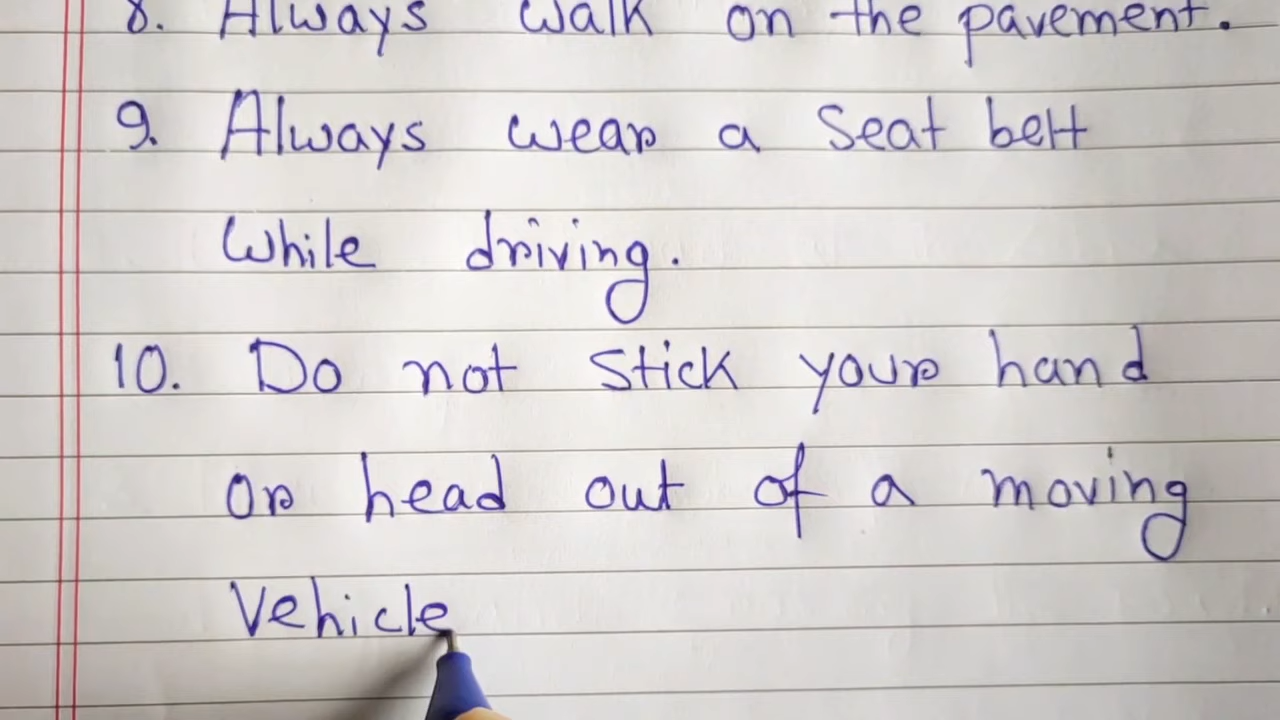 8. Always walk on the pavement.
9. Always wear a seat belt
while driving.
10. Do not stick your hand
or head out of a moving
vehicle